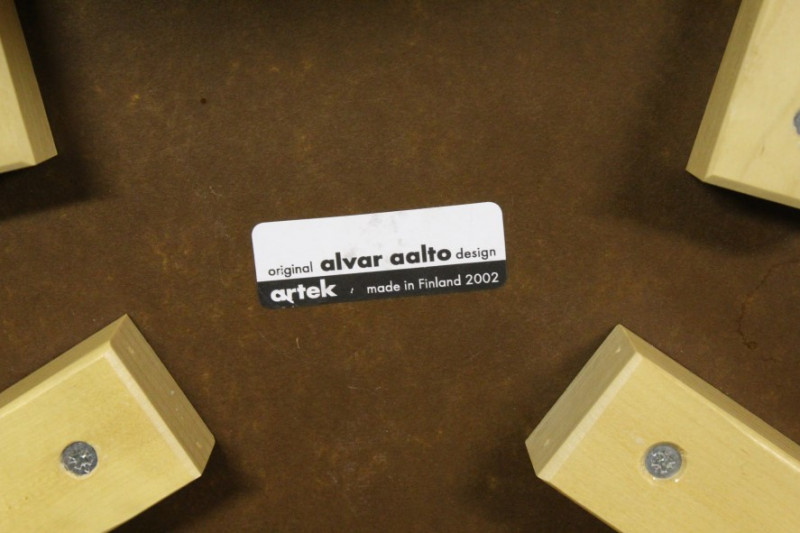 original alvar aalto design
artek made in Finland 2002